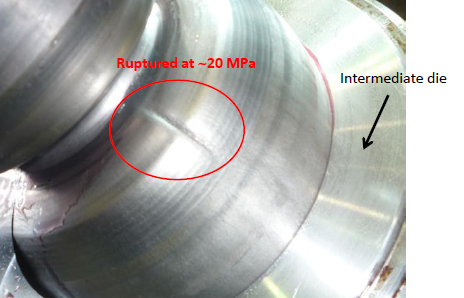 Ruptured at ~20 MPa
Intermediate die